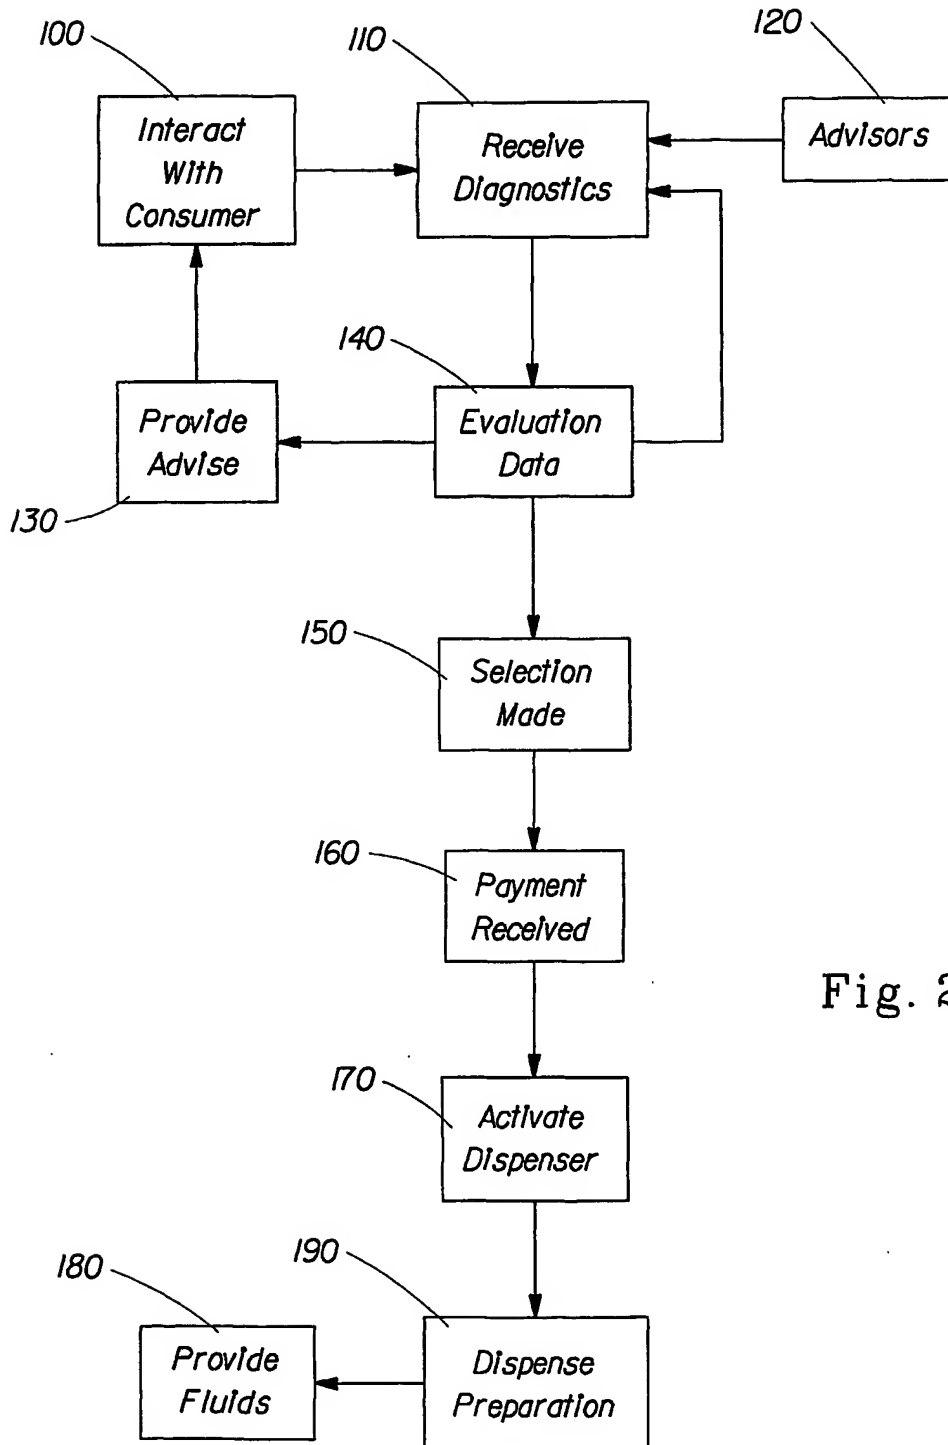 100
110
120
Interact
With
Consumer
Receive
Diagnostics
Advisors
140
Provide
Advise
Evaluation
Data
130
150
Selection
Made
160
Payment
Received
Fig. 2
170
Activate
Dispenser
180
190
Provide
Fluids
Dispense
Preparation